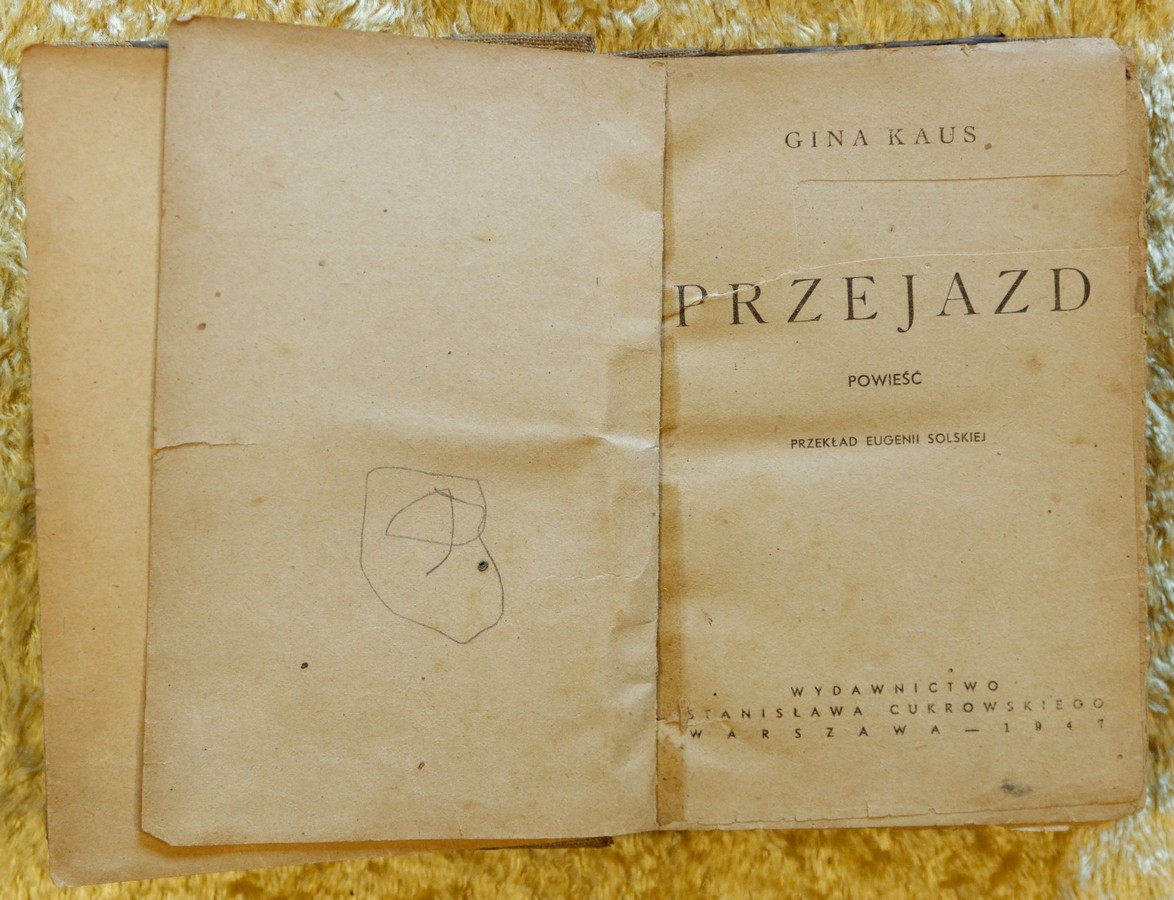 GINA KAUS
PRZEJAZD
POWIEŚĆ
PRZEKŁAD EUGENII SOLSKIEJ
WYDAWNICTWO
STANISŁAWA CUKROWSKIEGO
WARSZAWA — 1947